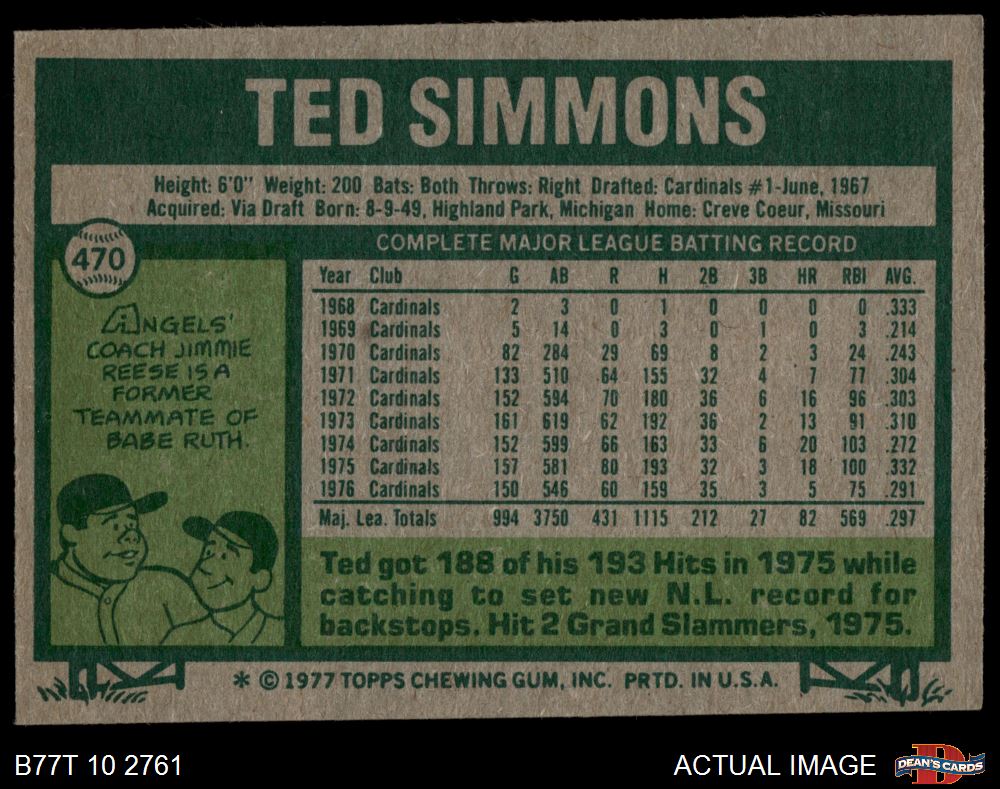 TED SIMMONS
Height: 6'0" Weight: 200 Bats: Both Throws: Right Drafted: Cardinals #1-June, 1967
Acquired: Via Draft Born: 8-9-49, Highland Park, Michigan Home: Creve Coeur, Missouri
470
ANGELS'
COACH JIMMIE
REESE IS A
FORMER
TEAMMATE OF
BABE RUTH.
COMPLETE MAJOR LEAGUE BATTING RECORD
Year Club G AB R H 2B 3B HR RBI AVG.
1968 Cardinals 2 3 0 1 0 0 0 0 .333
1969 Cardinals 5 14 0 3 0 1 0 3 .214
1970 Cardinals 82 284 29 69 8 2 3 24 .243
1971 Cardinals 133 510 64 155 32 4 7 77 .304
1972 Cardinals 152 594 70 180 36 6 16 96 .303
1973 Cardinals 161 619 62 192 36 2 13 91 .310
1974 Cardinals 152 599 66 163 33 6 20 103 .272
1975 Cardinals 157 581 80 193 32 3 18 100 .332
1976 Cardinals 150 546 60 159 35 3 5 75 .291
Maj. Lea. Totals 994 3750 431 1115 212 27 82 569 .297
Ted got 188 of his 193 Hits in 1975 while
catching to set new N.L. record for
backstops. Hit 2 Grand Slammers, 1975.
* © 1977 TOPPS CHEWING GUM, INC. PRTD. IN U.S.A.
B77T 10 2761
ACTUAL IMAGE
D
DEAN'S CARDS